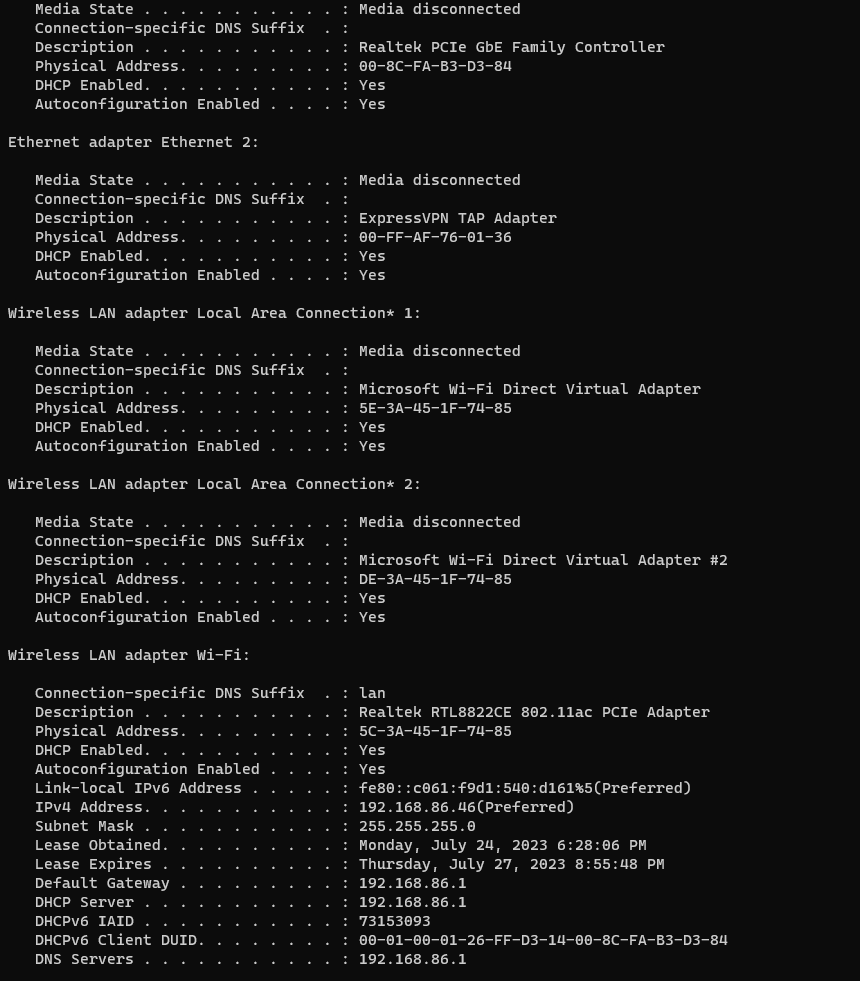 Media State . . . . . . . . . . . : Media disconnected
Connection-specific DNS Suffix  . :
Description . . . . . . . . . . . : Realtek PCIe GbE Family Controller
Physical Address. . . . . . . . . : 00-8C-FA-B3-D3-84
DHCP Enabled. . . . . . . . . . . : Yes
Autoconfiguration Enabled . . . . : Yes
Ethernet adapter Ethernet 2:
Media State . . . . . . . . . . . : Media disconnected
Connection-specific DNS Suffix  . :
Description . . . . . . . . . . . : ExpressVPN TAP Adapter
Physical Address. . . . . . . . . : 00-FF-AF-76-01-36
DHCP Enabled. . . . . . . . . . . : Yes
Autoconfiguration Enabled . . . . : Yes
Wireless LAN adapter Local Area Connection* 1:
Media State . . . . . . . . . . . : Media disconnected
Connection-specific DNS Suffix  . :
Description . . . . . . . . . . . : Microsoft Wi-Fi Direct Virtual Adapter
Physical Address. . . . . . . . . : 5E-3A-45-1F-74-85
DHCP Enabled. . . . . . . . . . . : Yes
Autoconfiguration Enabled . . . . : Yes
Wireless LAN adapter Local Area Connection* 2:
Media State . . . . . . . . . . . : Media disconnected
Connection-specific DNS Suffix  . :
Description . . . . . . . . . . . : Microsoft Wi-Fi Direct Virtual Adapter #2
Physical Address. . . . . . . . . : DE-3A-45-1F-74-85
DHCP Enabled. . . . . . . . . . . : Yes
Autoconfiguration Enabled . . . . : Yes
Wireless LAN adapter Wi-Fi:
Connection-specific DNS Suffix  . : lan
Description . . . . . . . . . . . : Realtek RTL8822CE 802.11ac PCIe Adapter
Physical Address. . . . . . . . . : 5C-3A-45-1F-74-85
DHCP Enabled. . . . . . . . . . . : Yes
Autoconfiguration Enabled . . . . : Yes
Link-local IPv6 Address . . . . . : fe80::c061:f9d1:540:d161%5(Preferred)
IPv4 Address. . . . . . . . . . . : 192.168.86.46(Preferred)
Subnet Mask . . . . . . . . . . . : 255.255.255.0
Lease Obtained. . . . . . . . . . : Monday, July 24, 2023 6:28:06 PM
Lease Expires . . . . . . . . . . : Thursday, July 27, 2023 8:55:48 PM
Default Gateway . . . . . . . . . : 192.168.86.1
DHCP Server . . . . . . . . . . . : 192.168.86.1
DHCPv6 IAID . . . . . . . . . . . : 73153093
DHCPv6 Client DUID. . . . . . . . : 00-01-00-01-26-FF-D3-14-00-8C-FA-B3-D3-84
DNS Servers . . . . . . . . . . . : 192.168.86.1